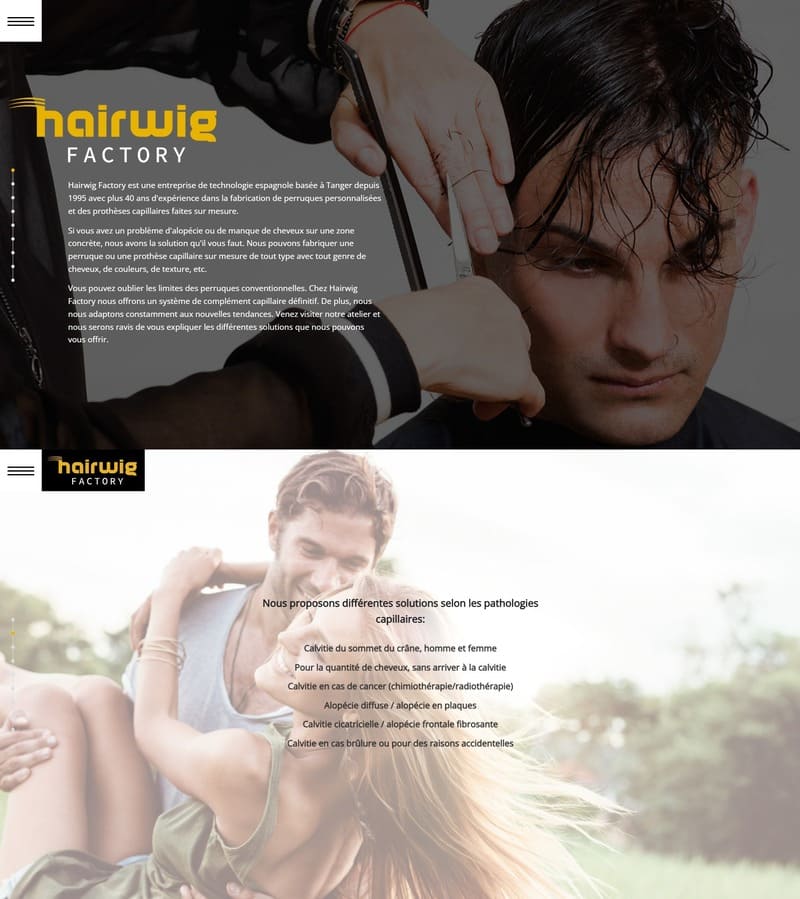 hairwig
FACTORY
Hairwig Factory est une entreprise de technologie espagnole basée à Tanger depuis
1995 avec plus 40 ans d'expérience dans la fabrication de perruques personnalisées
et des prothèses capillaires faites sur mesure.
Si vous avez un problème d'alopécie ou de manque de cheveux sur une zone
concrète, nous avons la solution qu'il vous faut. Nous pouvons fabriquer une
perruque ou une prothèse capillaire sur mesure de tout type avec tout genre de
cheveux, de couleurs, de texture, etc.
Vous pouvez oublier les limites des perruques conventionnelles. Chez Hairwig
Factory nous offrons un système de complément capillaire définitif. De plus, nous
nous adaptons constamment aux nouvelles tendances. Venez visiter notre atelier et
nous serons ravis de vous expliquer les différentes solutions que nous pouvons
vous offrir.
hairwig
FACTORY
Nous proposons différentes solutions selon les pathologies
capillaires:
Calvitie du sommet du crâne, homme et femme
Pour la quantité de cheveux, sans arriver à la calvitie
Calvitie en cas de cancer (chimiothérapie/radiothérapie)
Alopécie diffuse / alopécie en plaques
Calvitie cicatricielle / alopécie frontale fibrosante
Calvitie en cas brûlure ou pour des raisons accidentelles